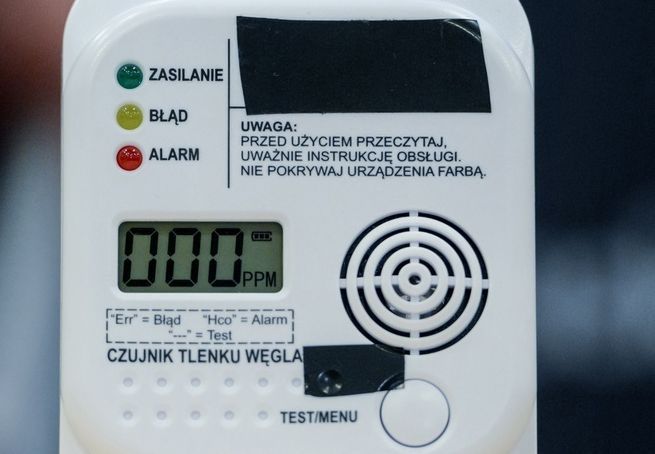 ZASILANIE
BŁĄD
ALARM
UWAGA:
PRZED UŻYCIEM PRZECZYTAJ,
UWAŻNIE INSTRUKCJĘ OBSŁUGI.
NIE POKRYWAJ URZĄDZENIA FARBĄ.
000 PPM
"Err" = Błąd "Hco" = Alarm
"---" = Test
CZUJNIK TLENKU WĘGLA
TEST/MENU